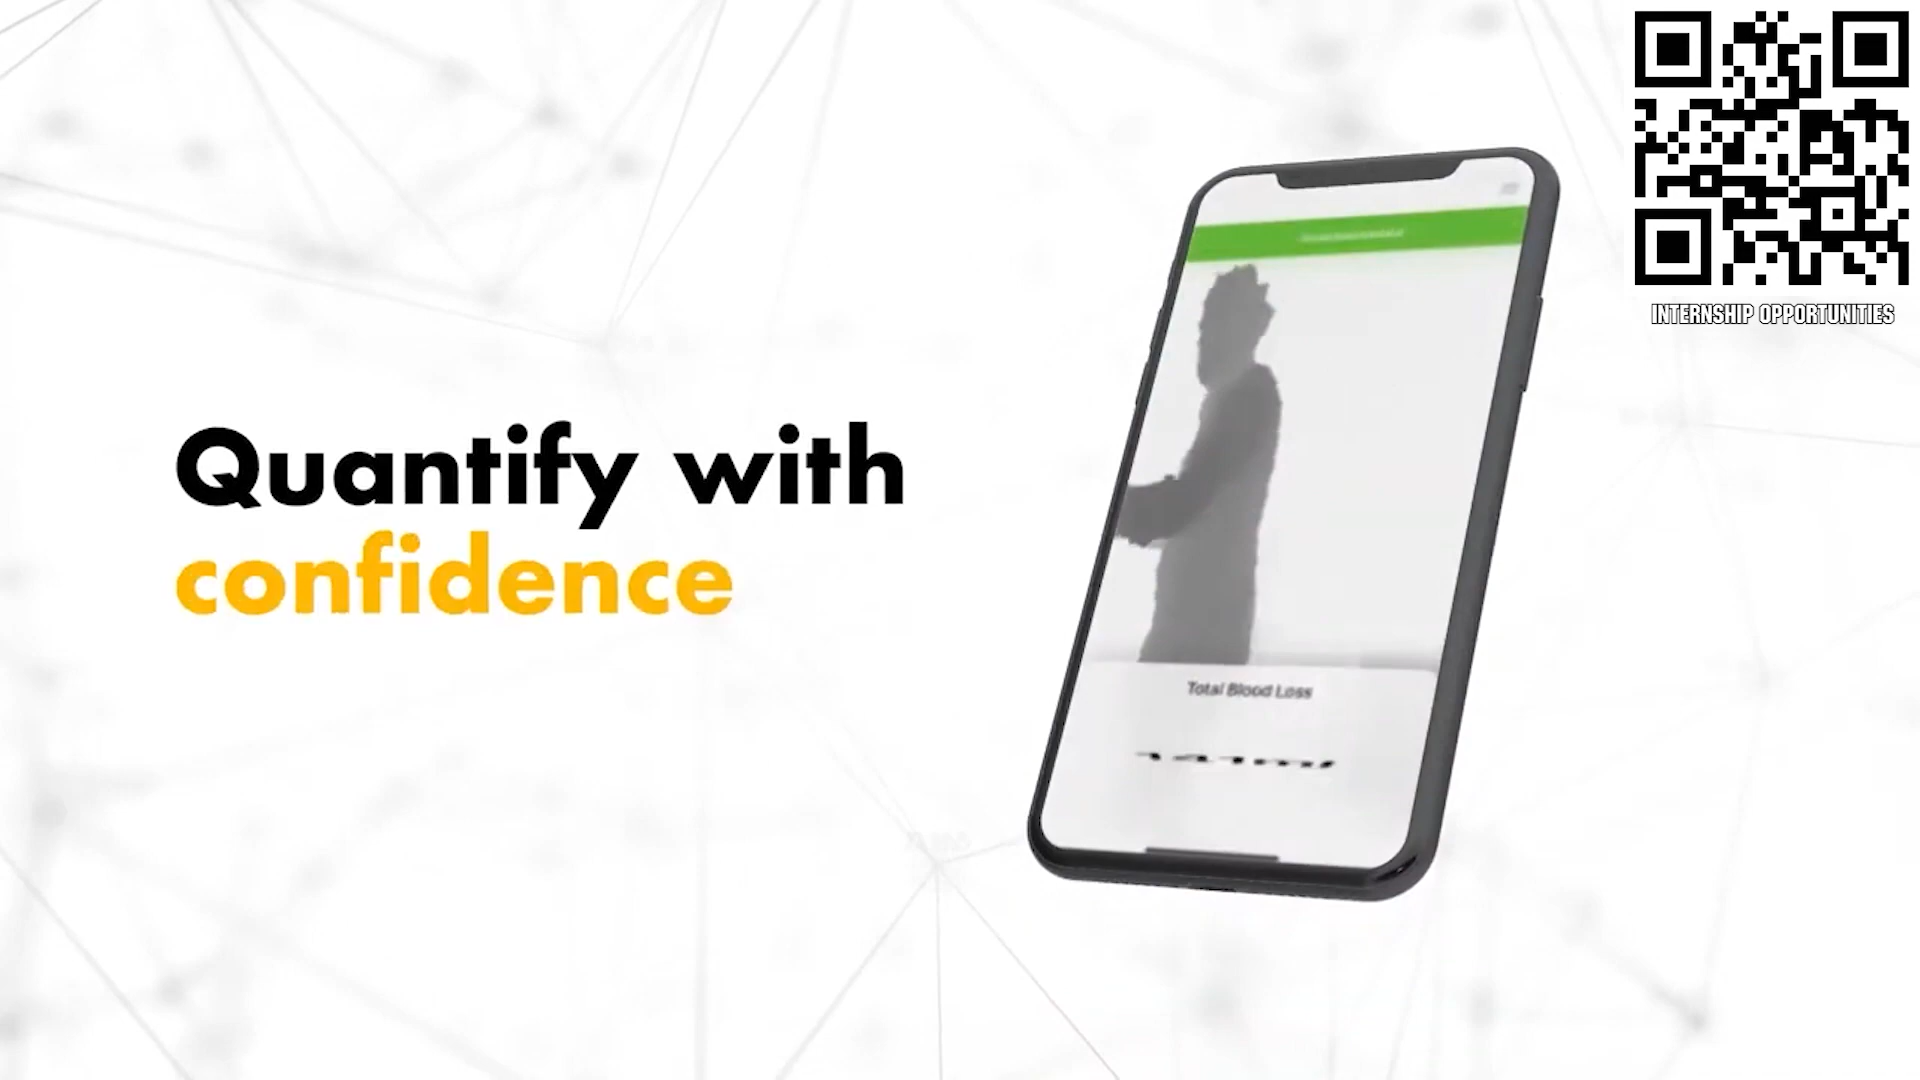 Quantify with
confidence
Total Blood Loss
INTERNSHIP OPPORTUNITIES